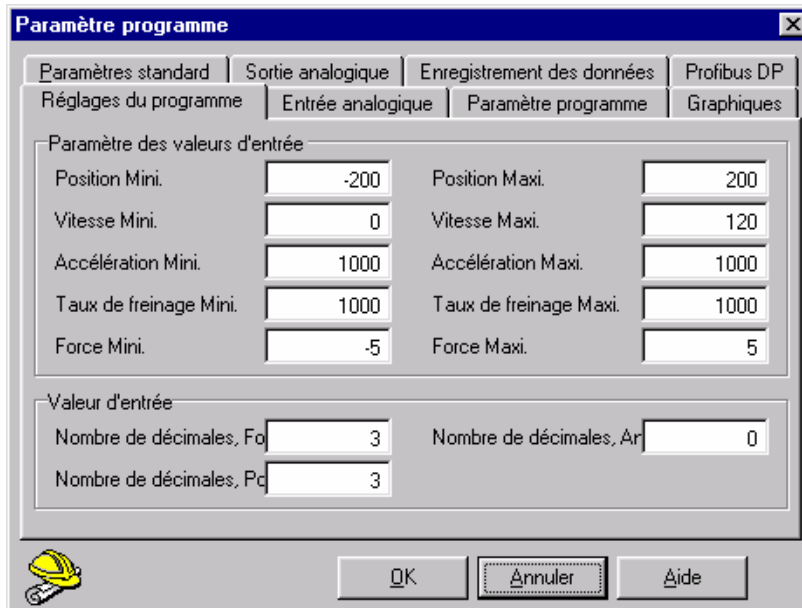 Paramètre programme
Paramètres standard Sortie analogique Enregistrement des données Profibus DP
Réglages du programme Entrée analogique Paramètre programme Graphiques
Paramètre des valeurs d'entrée
Position Mini. -200 Position Maxi. 200
Vitesse Mini. 0 Vitesse Maxi. 120
Accélération Mini. 1000 Accélération Maxi. 1000
Taux de freinage Mini. 1000 Taux de freinage Maxi. 1000
Force Mini. -5 Force Maxi. 5
Valeur d'entrée
Nombre de décimales, Fo 3 Nombre de décimales, An 0
Nombre de décimales, Po 3
OK Annuler Aide